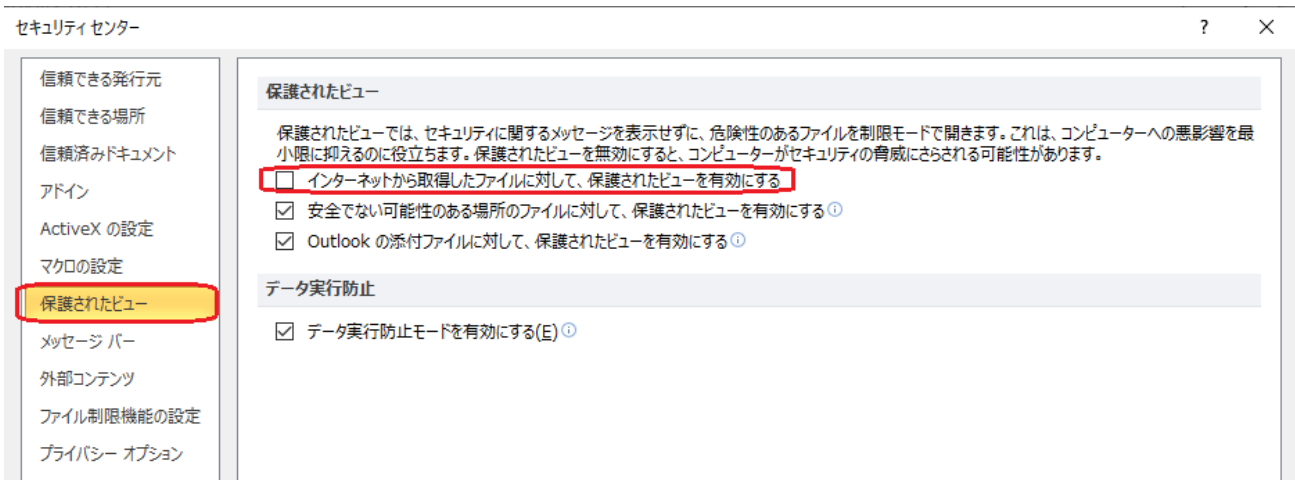 セキュリティ センター
?
×
信頼できる発行元
信頼できる場所
信頼済みドキュメント
アドイン
ActiveX の設定
マクロの設定
保護されたビュー
メッセージ バー
外部コンテンツ
ファイル制限機能の設定
プライバシー オプション
保護されたビュー
保護されたビューでは、セキュリティに関するメッセージを表示せずに、危険性のあるファイルを制限モードで開きます。これは、コンピューターへの悪影響を最
小限に抑えるのに役立ちます。保護されたビューを無効にすると、コンピューターがセキュリティの脅威にさらされる可能性があります。
インターネットから取得したファイルに対して、保護されたビューを有効にする
安全でない可能性のある場所のファイルに対して、保護されたビューを有効にする
Outlook の添付ファイルに対して、保護されたビューを有効にする
データ実行防止
データ実行防止モードを有効にする(E)